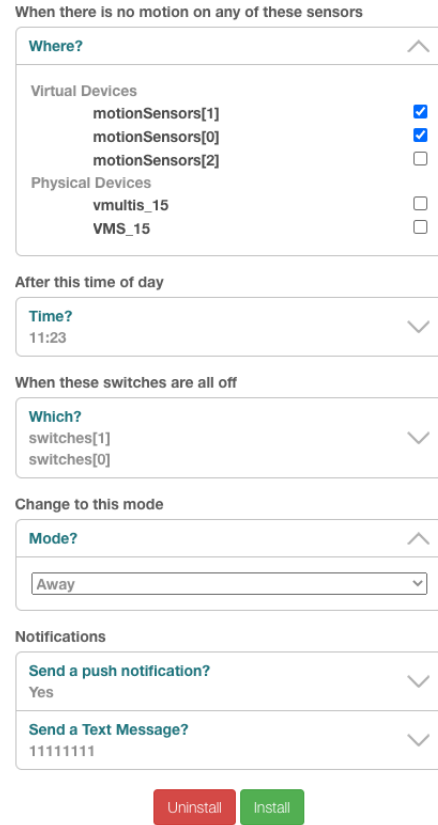 When there is no motion on any of these sensors
Where?
Virtual Devices
motionSensors[1]
motionSensors[0]
motionSensors[2]
Physical Devices
vmultis_15
VMS_15
After this time of day
Time?
11:23
When these switches are all off
Which?
switches[1]
switches[0]
Change to this mode
Mode?
Away
Notifications
Send a push notification?
Yes
Send a Text Message?
11111111
Uninstall Install